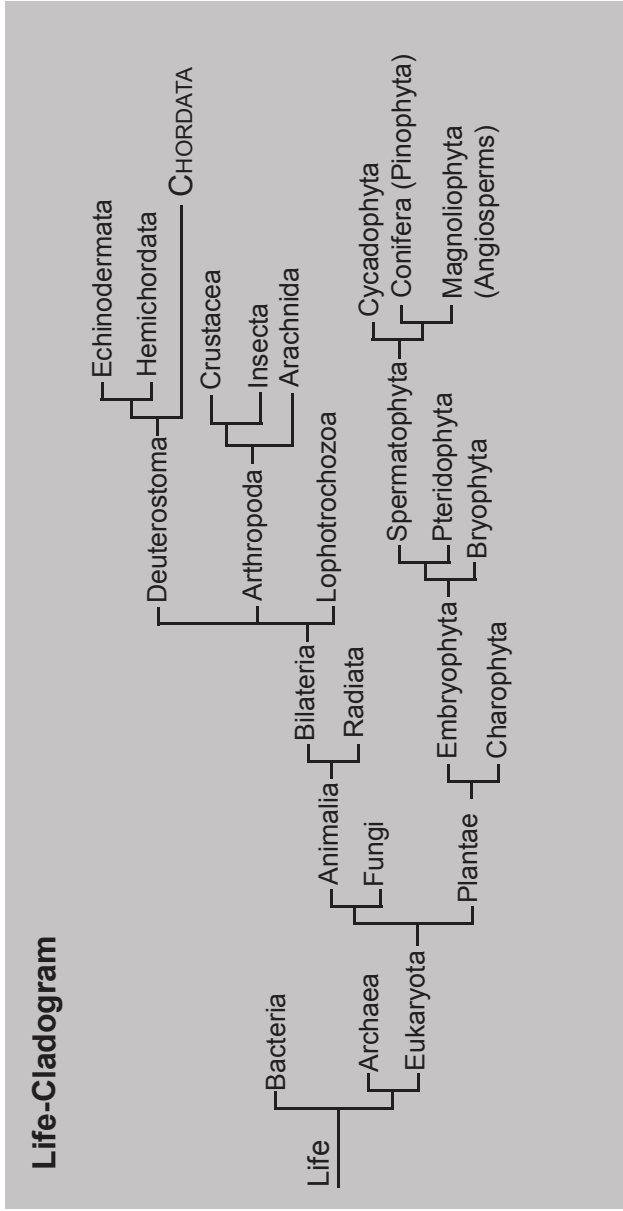 Life-Cladogram
Life
Bacteria
Archaea
Eukaryota
Animalia
Fungi
Plantae
Bilateria
Radiata
Embryophyta
Charophyta
Deuterostoma
Arthropoda
Lophotrochozoa
Spermatophyta
Pteridophyta
Bryophyta
Echinodermata
Hemichordata
CHORDATA
Crustacea
Insecta
Arachnida
Cycadophyta
Conifera (Pinophyta)
Magnoliophyta
(Angiosperms)